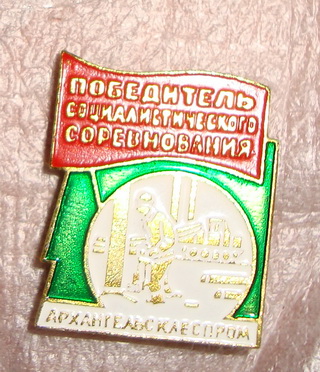 ПОБЕДИТЕЛЬ
СОЦИАЛИСТИЧЕСКОГО
СОРЕВНОВАНИЯ
АРХАНГЕЛЬСКЛЕСПРОМ